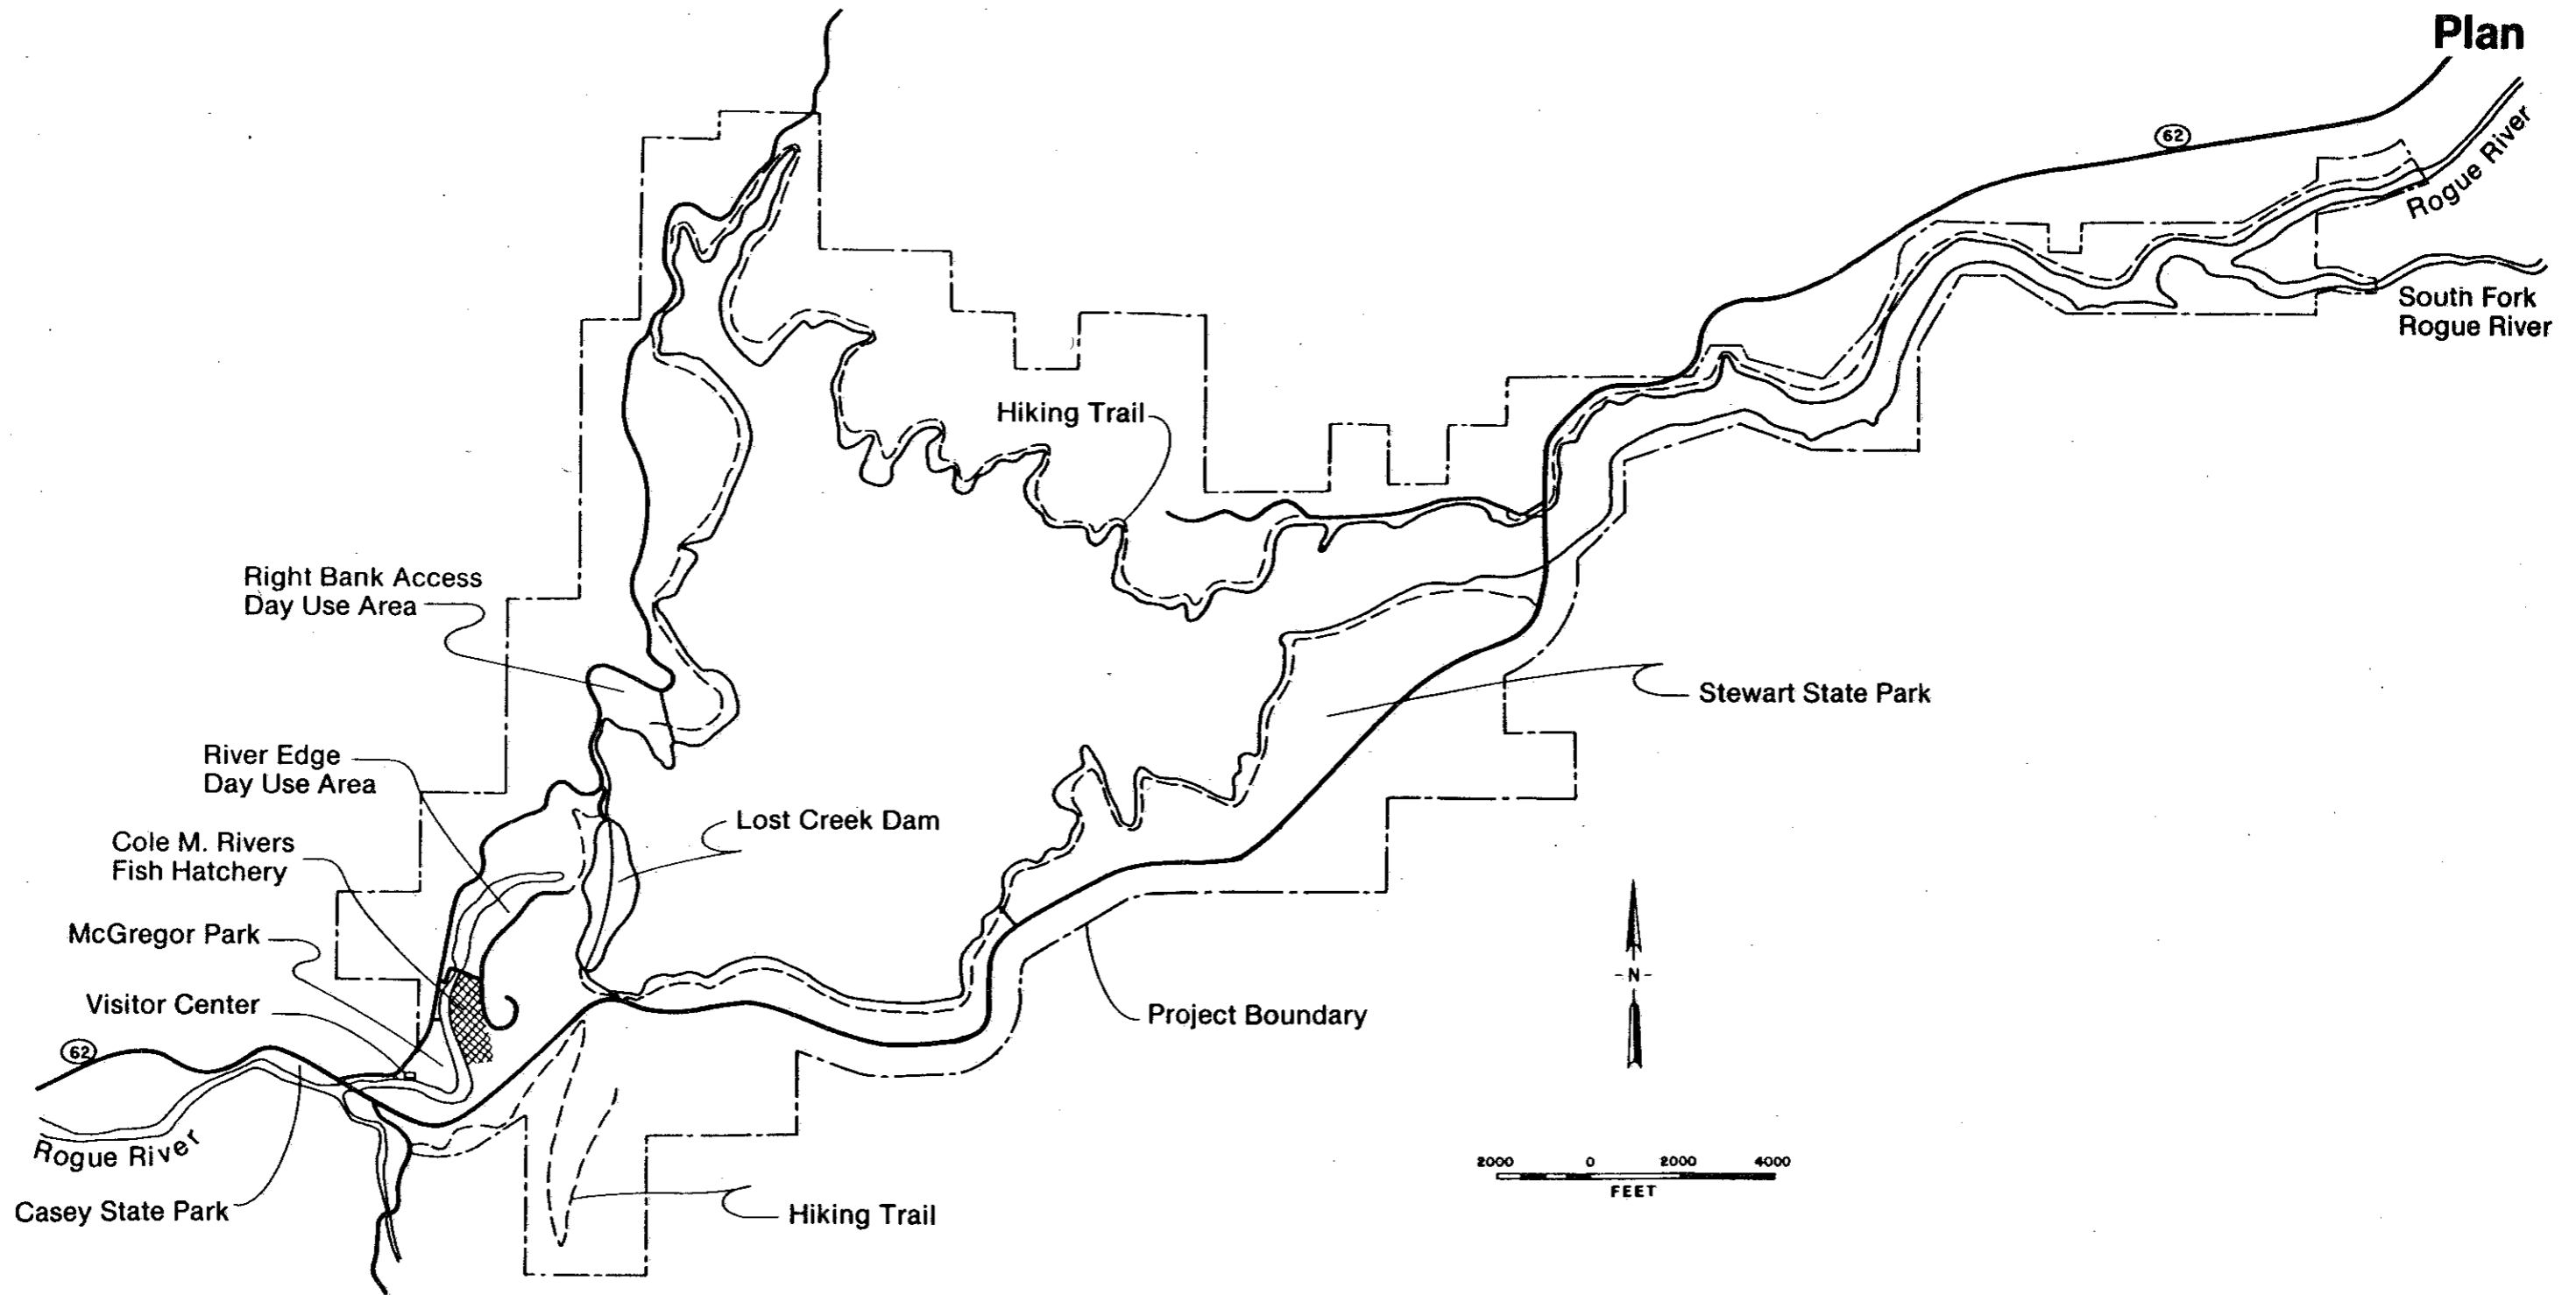 Plan
62
Rogue River
South Fork
Rogue River
Hiking Trail
Right Bank Access
Day Use Area
Stewart State Park
River Edge
Day Use Area
Lost Creek Dam
Cole M. Rivers
Fish Hatchery
McGregor Park
-N-
Visitor Center
Project Boundary
62
Rogue River
2000 0 2000 4000
FEET
Casey State Park
Hiking Trail